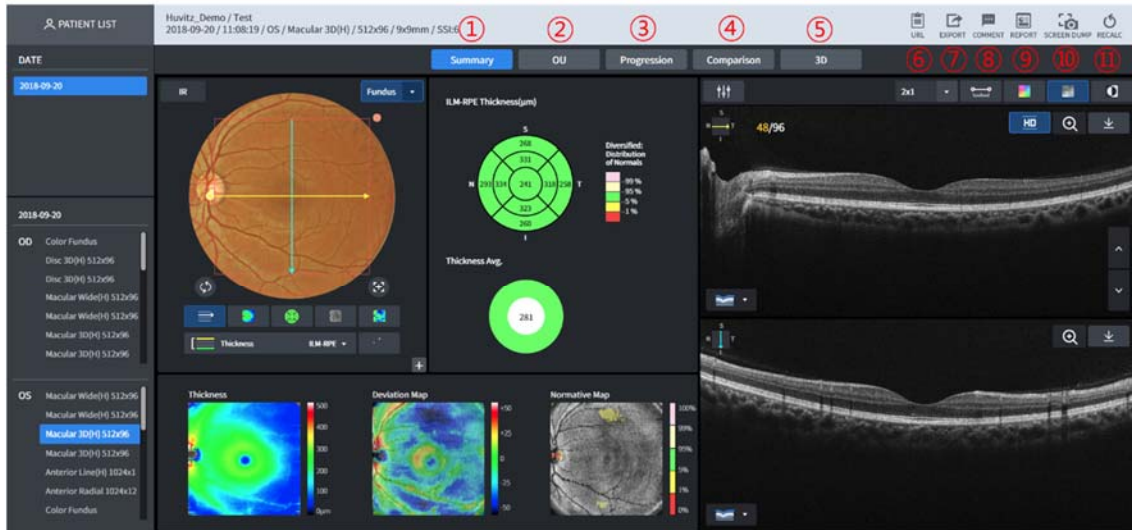 PATIENT LIST
Huvitz_Demo / Test
2018-09-20 / 11:08:19 / OS / Macular 3D(H) / 512x96 / 9x9mm / SSI:6
① ② ③ ④ ⑤
URL EXPORT COMMENT REPORT SCREEN DUMP RECALC
⑥ ⑦ ⑧ ⑨ ⑩ ⑪
DATE
Summary OU Progression Comparison 3D
2018-09-20
IR Fundus
ILM-RPE Thickness(μm)
S
268
331
N 293 334 241 318 258 T
323
260
I
Diversified:
Distribution
of Normals
99 %
95 %
5 %
1 %
Thickness Avg.
281
2x1
S
N T
I
48/96
HD
2018-09-20
OD Color Fundus
Disc 3D(H) 512x96
Disc 3D(H) 512x96
Macular Wide(H) 512x96
Macular Wide(H) 512x96
Macular 3D(H) 512x96
Macular 3D(H) 512x96
Thickness ILM-RPE
S
N T
I
OS Macular Wide(H) 512x96
Macular Wide(H) 512x96
Macular 3D(H) 512x96
Macular 3D(H) 512x96
Anterior Line(H) 1024x1
Anterior Radial 1024x12
Color Fundus
Thickness
500
400
300
200
100
0μm
Deviation Map
+50
+25
0
-25
-50
Normative Map
100%
99%
95%
5%
1%
0%